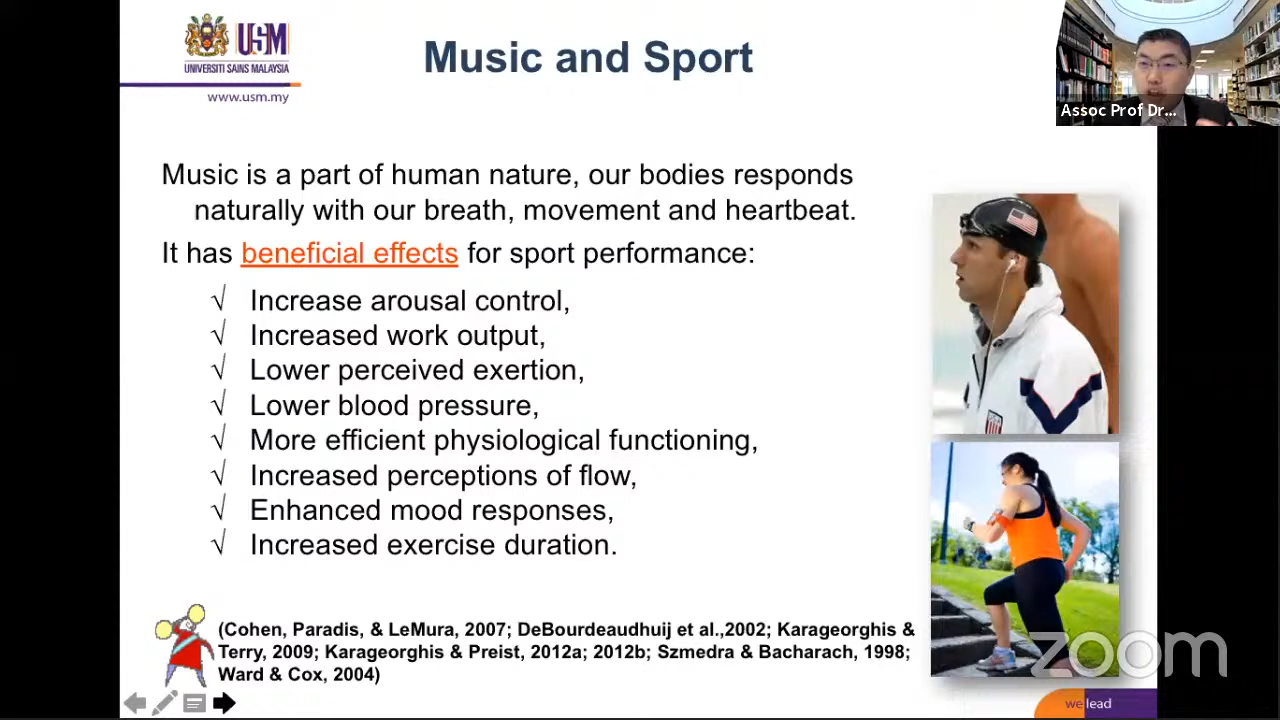 USM
UNIVERSITI SAINS MALAYSIA
www.usm.my
Music and Sport
Assoc Prof Dr...
Music is a part of human nature, our bodies responds
naturally with our breath, movement and heartbeat.
It has beneficial effects for sport performance:
√ Increase arousal control,
√ Increased work output,
√ Lower perceived exertion,
√ Lower blood pressure,
√ More efficient physiological functioning,
√ Increased perceptions of flow,
√ Enhanced mood responses,
√ Increased exercise duration.
(Cohen, Paradis, & LeMura, 2007; DeBourdeaudhuij et al.,2002; Karageorghis &
Terry, 2009; Karageorghis & Preist, 2012a; 2012b; Szmedra & Bacharach, 1998;
Ward & Cox, 2004)
zoom
we lead